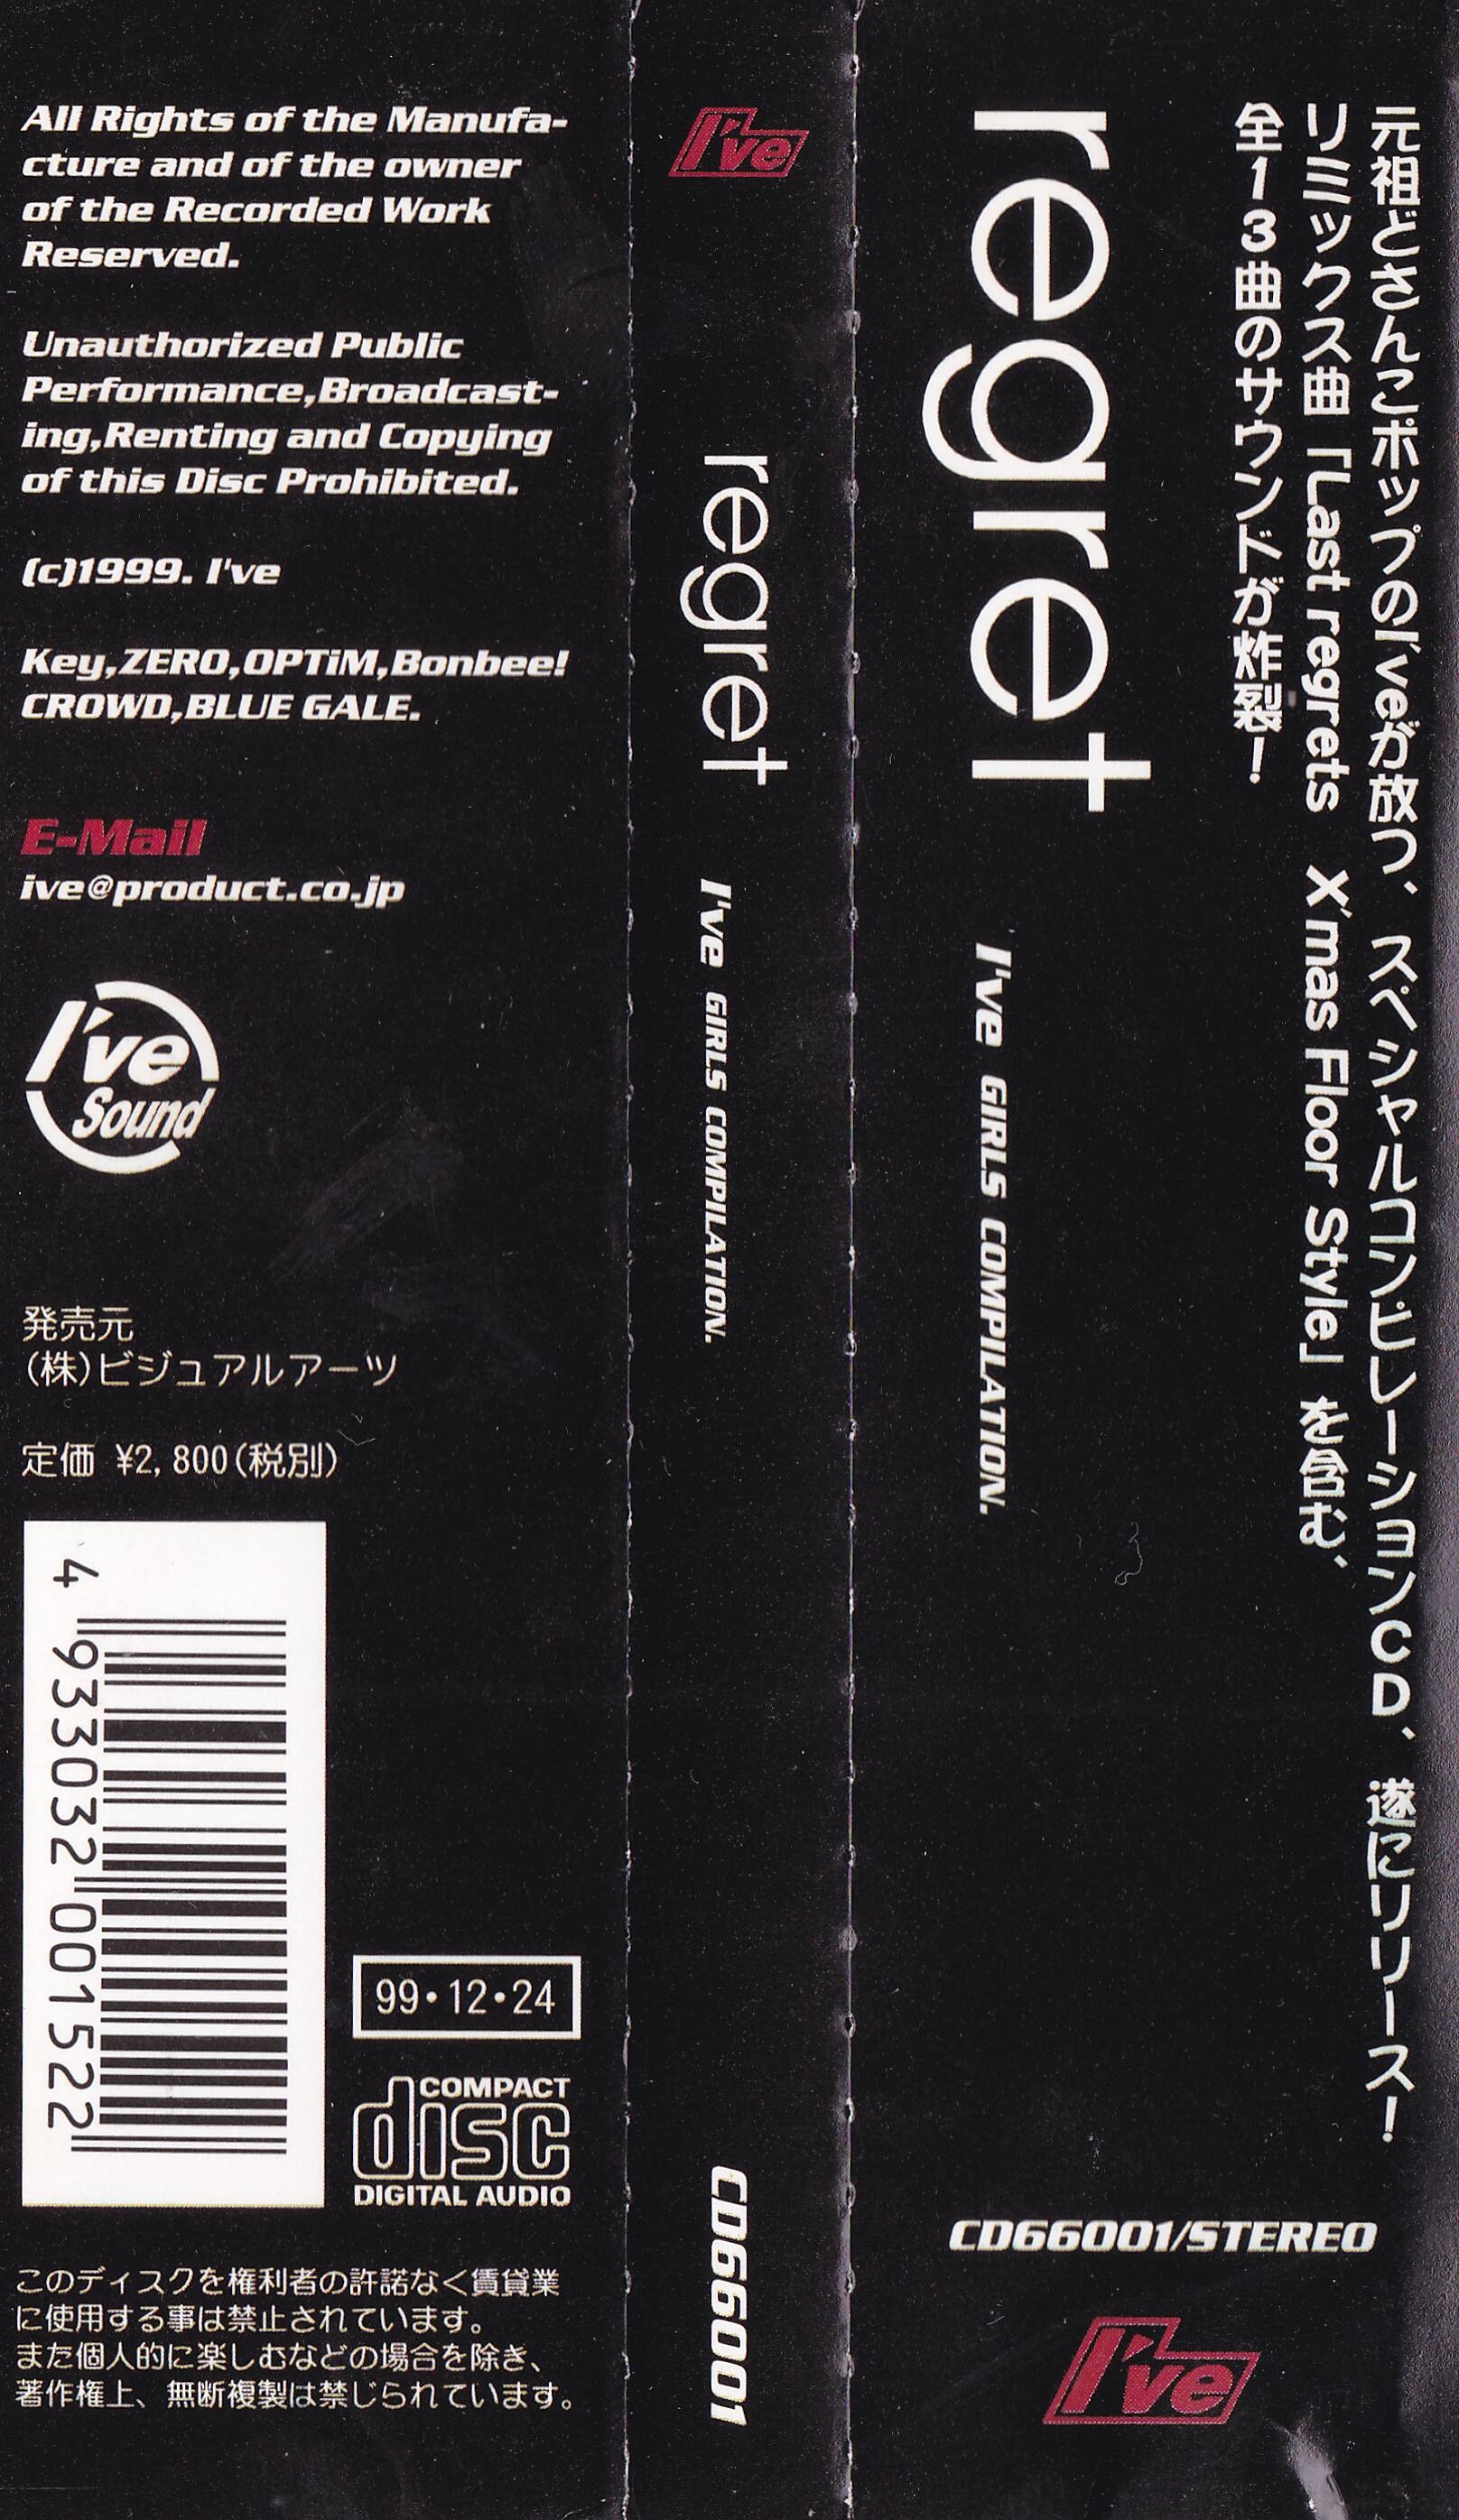 All Rights of the Manufa-
cture and of the owner
of the Recorded Work
Reserved.
Unauthorized Public
Performance,Broadcast-
ing,Renting and Copying
of this Disc Prohibited.
(c)1999. I've
Key,ZERO,OPTiM,Bonbee!
CROWD,BLUE GALE.
E-Mail
ive@product.co.jp
I've
Sound
発売元
(株)ビジュアルアーツ
定価 ¥2,800(税別)
4 933032 001522
99・12・24
COMPACT
disc
DIGITAL AUDIO
このディスクを権利者の許諾なく賃貸業
に使用する事は禁止されています。
また個人的に楽しむなどの場合を除き、
著作権上、無断複製は禁じられています。
I've
regret
I've GIRLS COMPILATION.
CD66001
元祖どさんこポップのI'veが放つ、スペシャルコンピレーションCD、遂にリリース!
リミックス曲「Last regrets X'mas Floor Style」を含む、
全13曲のサウンドが炸裂!
regret
I've GIRLS COMPILATION.
CD66001/STEREO
I've